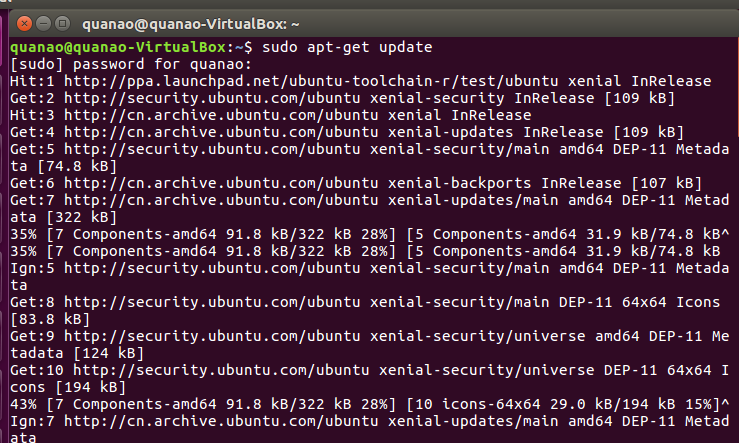 quanao@quanao-VirtualBox: ~
quanao@quanao-VirtualBox:~$ sudo apt-get update
[sudo] password for quanao:
Hit:1 http://ppa.launchpad.net/ubuntu-toolchain-r/test/ubuntu xenial InRelease
Get:2 http://security.ubuntu.com/ubuntu xenial-security InRelease [109 kB]
Hit:3 http://cn.archive.ubuntu.com/ubuntu xenial InRelease
Get:4 http://cn.archive.ubuntu.com/ubuntu xenial-updates InRelease [109 kB]
Get:5 http://security.ubuntu.com/ubuntu xenial-security/main amd64 DEP-11 Metada
ta [74.8 kB]
Get:6 http://cn.archive.ubuntu.com/ubuntu xenial-backports InRelease [107 kB]
Get:7 http://cn.archive.ubuntu.com/ubuntu xenial-updates/main amd64 DEP-11 Metad
ata [322 kB]
35% [7 Components-amd64 91.8 kB/322 kB 28%] [5 Components-amd64 31.9 kB/74.8 kB^
35% [7 Components-amd64 91.8 kB/322 kB 28%] [5 Components-amd64 31.9 kB/74.8 kB
Ign:5 http://security.ubuntu.com/ubuntu xenial-security/main amd64 DEP-11 Metada
ta
Get:8 http://security.ubuntu.com/ubuntu xenial-security/main DEP-11 64x64 Icons
[83.8 kB]
Get:9 http://security.ubuntu.com/ubuntu xenial-security/universe amd64 DEP-11 Me
tadata [124 kB]
Get:10 http://security.ubuntu.com/ubuntu xenial-security/universe DEP-11 64x64 I
cons [194 kB]
43% [7 Components-amd64 91.8 kB/322 kB 28%] [10 icons-64x64 29.0 kB/194 kB 15%]^
Ign:7 http://cn.archive.ubuntu.com/ubuntu xenial-updates/main amd64 DEP-11 Metad
ata